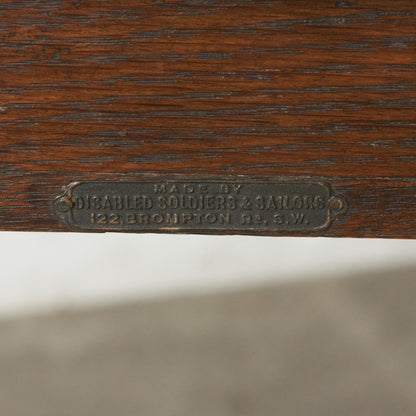 MADE BY
DISABLED SOLDIERS & SAILORS
122, BROMPTON RD. S.W.